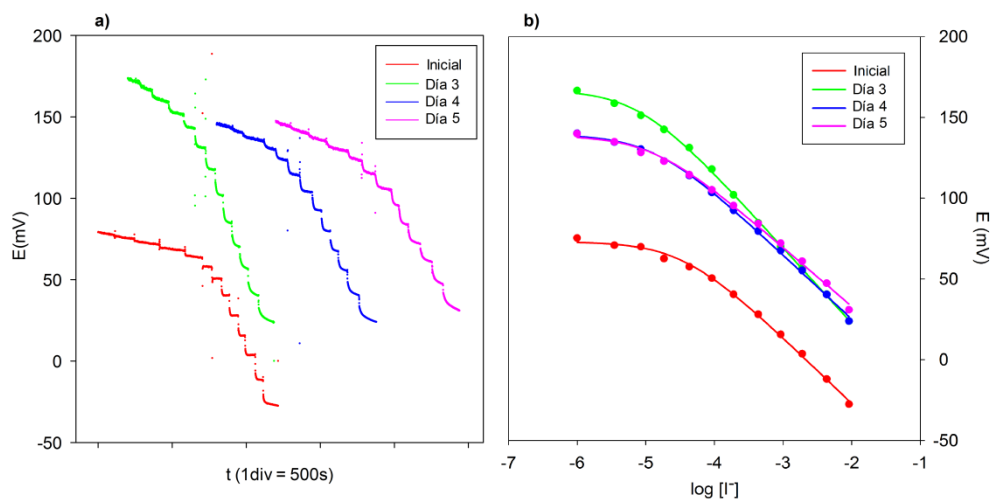 a)
200
150
100
50
0
-50
E(mV)
Inicial
Día 3
Día 4
Día 5
t (1div = 500s)
b)
Inicial
Día 3
Día 4
Día 5
200
150
100
50
0
-50
E (mV)
-7 -6 -5 -4 -3 -2 -1
log [I⁻]